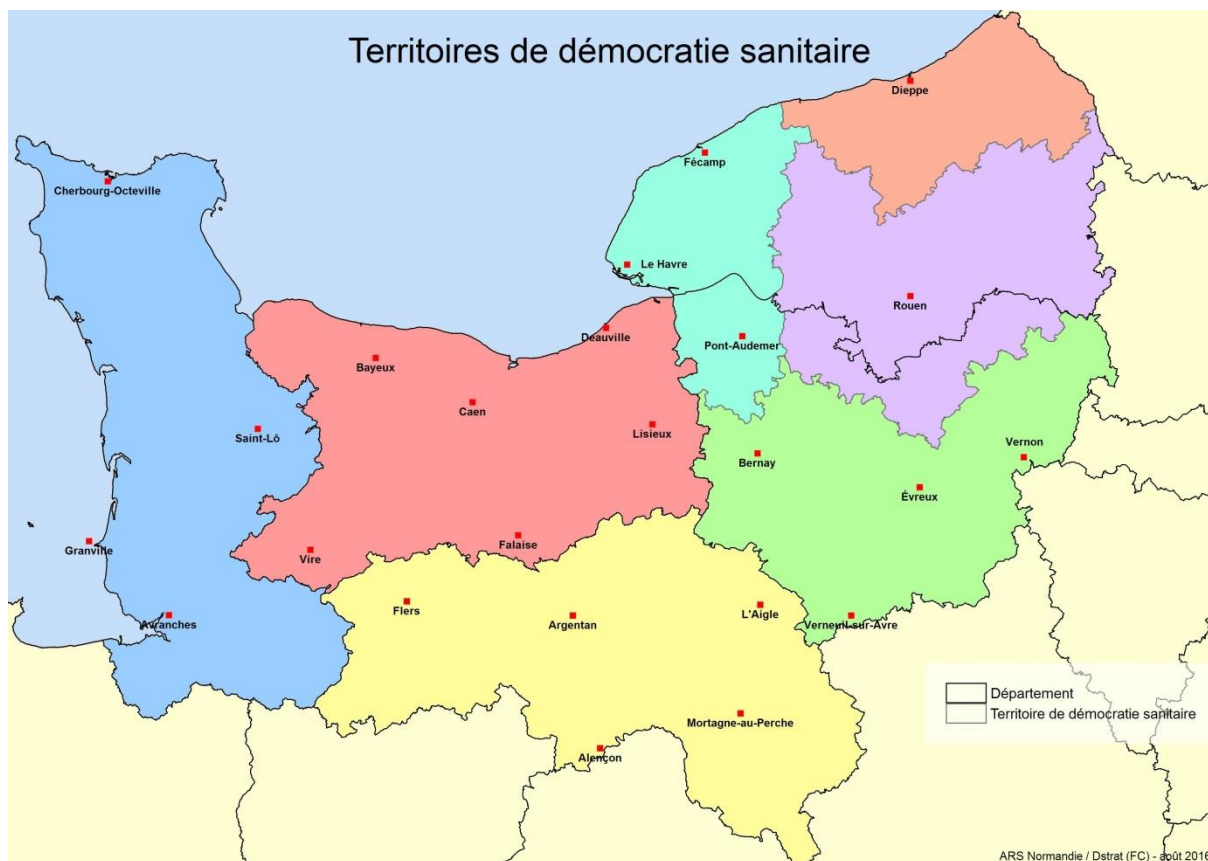 Territoires de démocratie sanitaire
Dieppe
Fécamp
Cherbourg-Octeville
Le Havre
Rouen
Deauville
Pont-Audemer
Bayeux
Caen
Saint-Lô
Lisieux
Bernay
Vernon
Évreux
Granville
Vire
Falaise
Flers
L'Aigle
Avranches
Argentan
Verneuil-sur-Avre
Département
Territoire de démocratie sanitaire
Mortagne-au-Perche
Alençon
ARS Normandie / Dstrat (FC) - août 2016